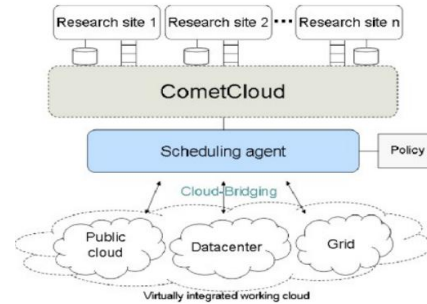 Research site 1
Research site 2
•••
Research site n
CometCloud
Scheduling agent
Policy
Cloud-Bridging
Public
cloud
Datacenter
Grid
Virtually integrated working cloud